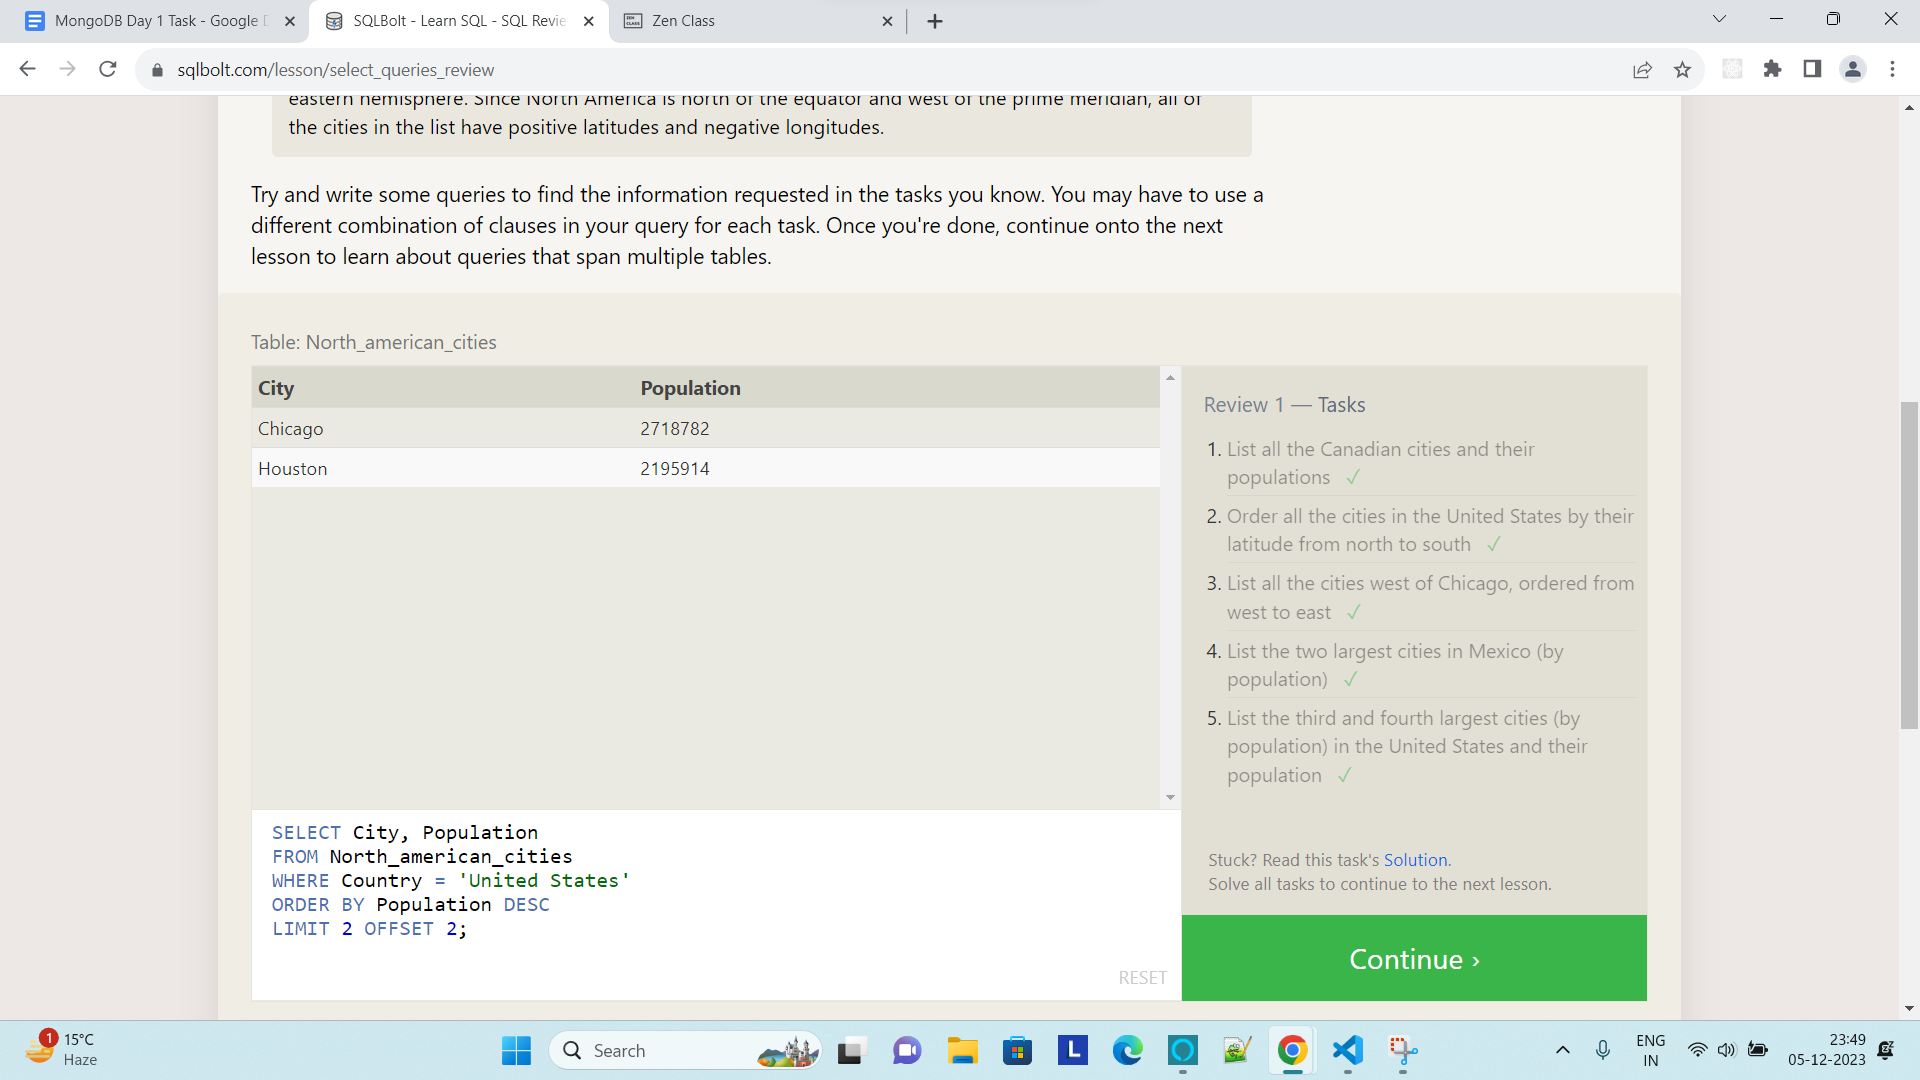 MongoDB Day 1 Task - Google D
SQLBolt - Learn SQL - SQL Revie
Zen Class
sqlbolt.com/lesson/select_queries_review
eastern hemisphere. Since North America is north of the equator and west of the prime meridian, all of
the cities in the list have positive latitudes and negative longitudes.
Try and write some queries to find the information requested in the tasks you know. You may have to use a
different combination of clauses in your query for each task. Once you're done, continue onto the next
lesson to learn about queries that span multiple tables.
Table: North_american_cities
City Population
Chicago 2718782
Houston 2195914
SELECT City, Population
FROM North_american_cities
WHERE Country = 'United States'
ORDER BY Population DESC
LIMIT 2 OFFSET 2;
RESET
Review 1 — Tasks
1. List all the Canadian cities and their
populations ✓
2. Order all the cities in the United States by their
latitude from north to south ✓
3. List all the cities west of Chicago, ordered from
west to east ✓
4. List the two largest cities in Mexico (by
population) ✓
5. List the third and fourth largest cities (by
population) in the United States and their
population ✓
Stuck? Read this task's Solution.
Solve all tasks to continue to the next lesson.
Continue ›
1
15°C
Haze
Search
L
ENG
IN
23:49
05-12-2023